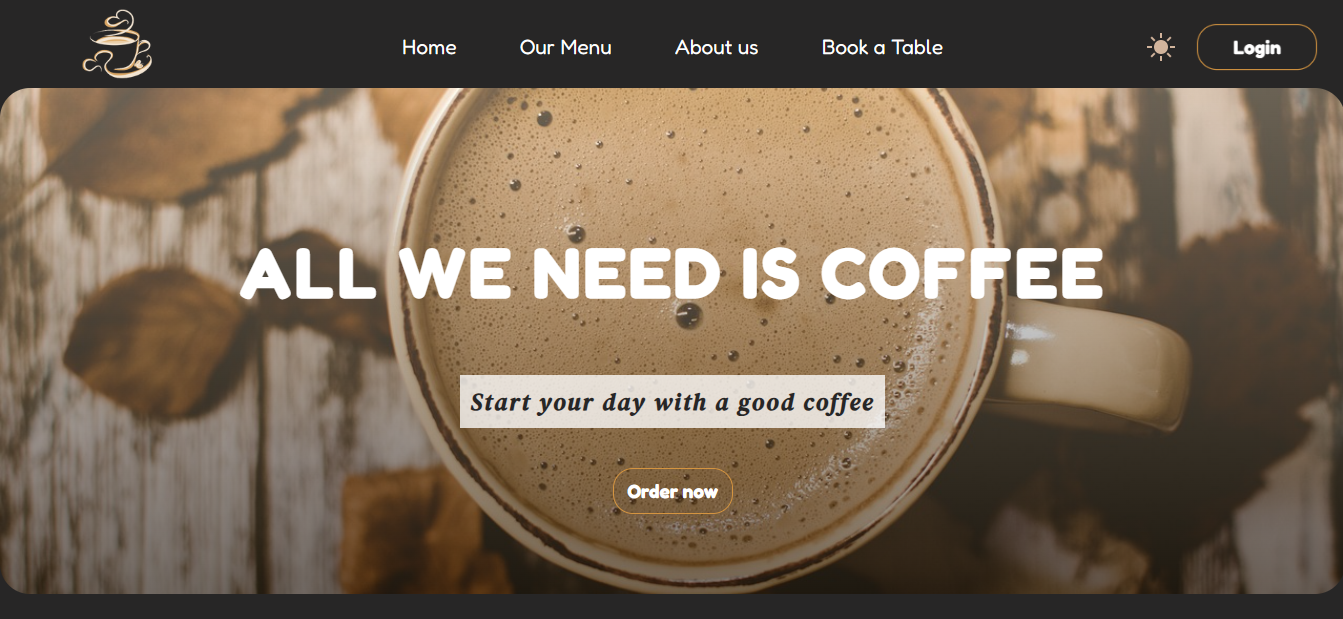 Home
Our Menu
About us
Book a Table
Login
ALL WE NEED IS COFFEE
Start your day with a good coffee
Order now